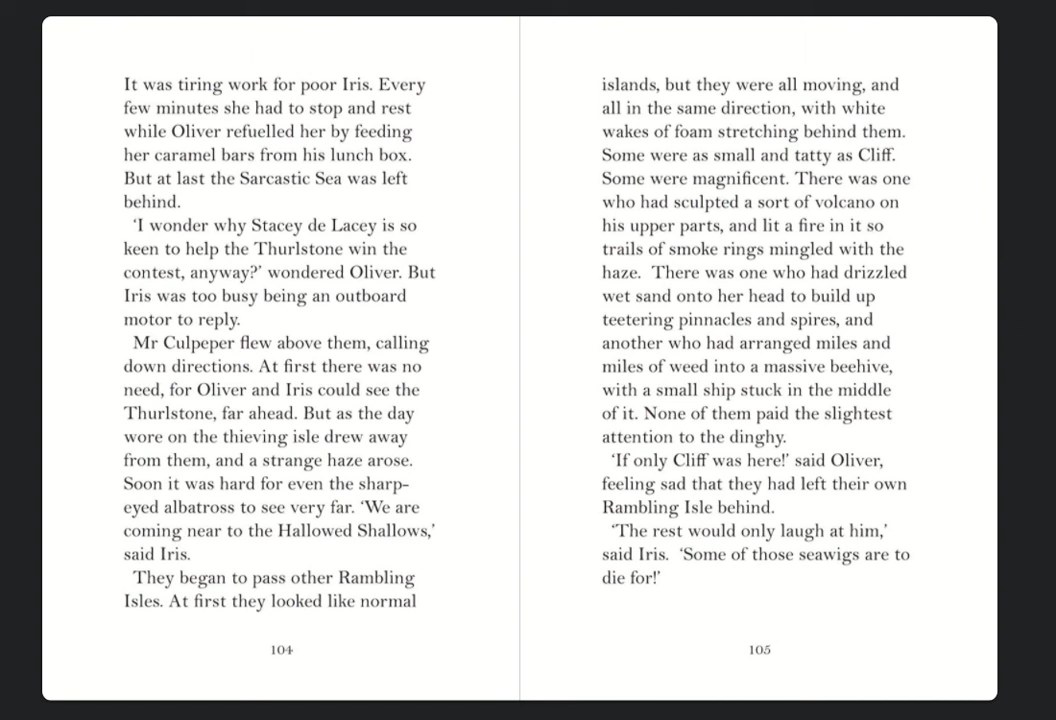 It was tiring work for poor Iris. Every
few minutes she had to stop and rest
while Oliver refuelled her by feeding
her caramel bars from his lunch box.
But at last the Sarcastic Sea was left
behind.
‘I wonder why Stacey de Lacey is so
keen to help the Thurlstone win the
contest, anyway?’ wondered Oliver. But
Iris was too busy being an outboard
motor to reply.
Mr Culpeper flew above them, calling
down directions. At first there was no
need, for Oliver and Iris could see the
Thurlstone, far ahead. But as the day
wore on the thieving isle drew away
from them, and a strange haze arose.
Soon it was hard for even the sharp-
eyed albatross to see very far. ‘We are
coming near to the Hallowed Shallows,’
said Iris.
They began to pass other Rambling
Isles. At first they looked like normal
104
islands, but they were all moving, and
all in the same direction, with white
wakes of foam stretching behind them.
Some were as small and tatty as Cliff.
Some were magnificent. There was one
who had sculpted a sort of volcano on
his upper parts, and lit a fire in it so
trails of smoke rings mingled with the
haze. There was one who had drizzled
wet sand onto her head to build up
teetering pinnacles and spires, and
another who had arranged miles and
miles of weed into a massive beehive,
with a small ship stuck in the middle
of it. None of them paid the slightest
attention to the dinghy.
‘If only Cliff was here!’ said Oliver,
feeling sad that they had left their own
Rambling Isle behind.
‘The rest would only laugh at him,’
said Iris. ‘Some of those seawigs are to
die for!’
105